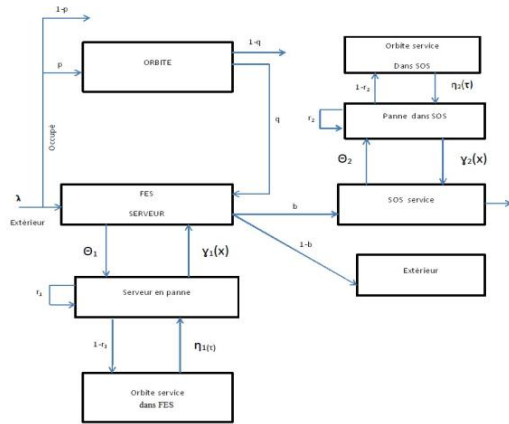 1-p
ORBITE
1-q
Orbite service
Dans SOS
p
1-r₂
η₂(τ)
Occupé
q
r₂
Panne dans SOS
Θ₂
γ₂(x)
λ
Extérieur
FES
SERVEUR
b
SOS service
Θ₁
γ₁(x)
1-b
Extérieur
r₁
Serveur en panne
1-r₁
η₁(τ)
Orbite service
dans FES